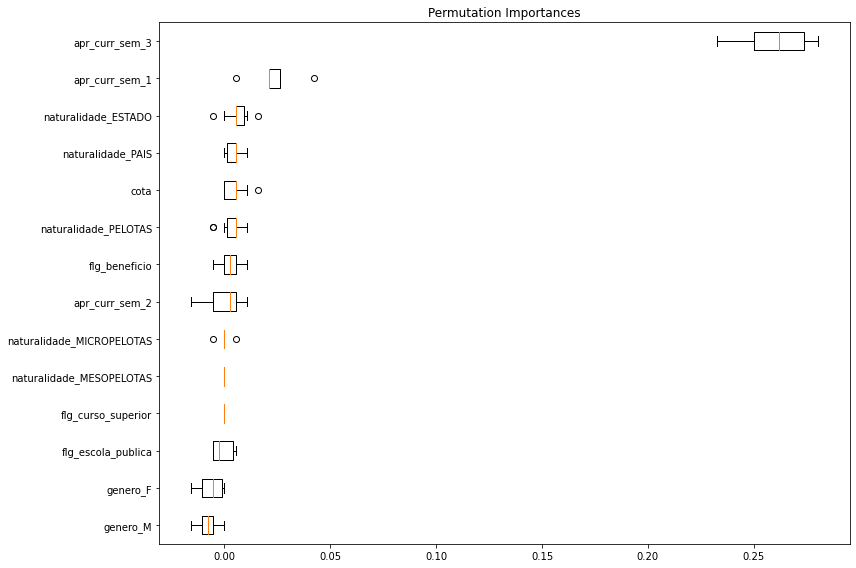 Permutation Importances
apr_curr_sem_3
apr_curr_sem_1
naturalidade_ESTADO
naturalidade_PAIS
cota
naturalidade_PELOTAS
flg_beneficio
apr_curr_sem_2
naturalidade_MICROPELOTAS
naturalidade_MESOPELOTAS
flg_curso_superior
flg_escola_publica
genero_F
genero_M
0.00 0.05 0.10 0.15 0.20 0.25